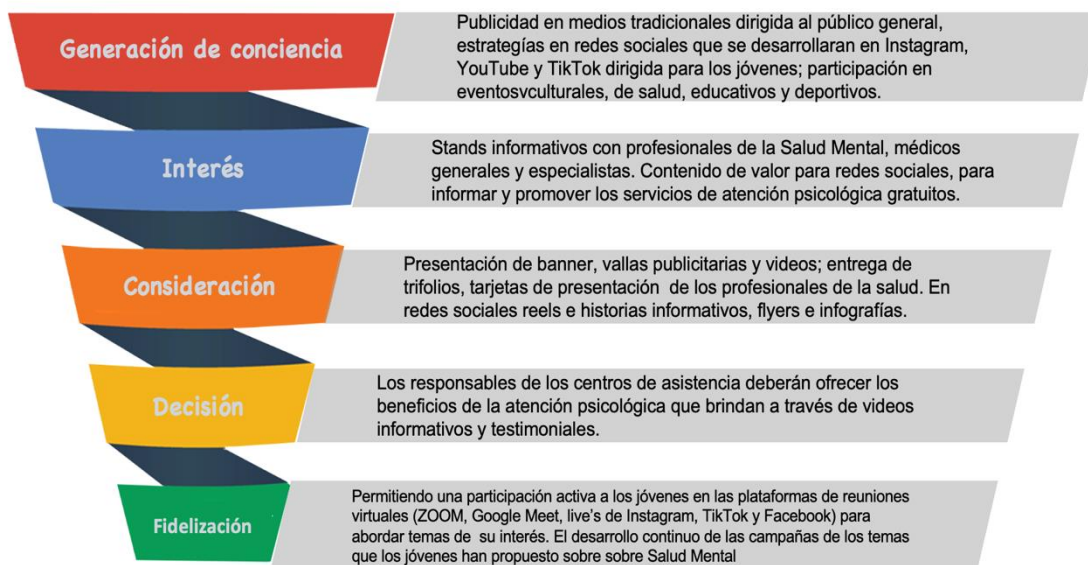 Generación de conciencia
Publicidad en medios tradicionales dirigida al público general,
estrategías en redes sociales que se desarrollaran en Instagram,
YouTube y TikTok dirigida para los jóvenes; participación en
eventosvculturales, de salud, educativos y deportivos.
Interés
Stands informativos con profesionales de la Salud Mental, médicos
generales y especialistas. Contenido de valor para redes sociales, para
informar y promover los servicios de atención psicológica gratuitos.
Consideración
Presentación de banner, vallas publicitarias y videos; entrega de
trifolios, tarjetas de presentación de los profesionales de la salud. En
redes sociales reels e historias informativos, flyers e infografías.
Decisión
Los responsables de los centros de asistencia deberán ofrecer los
beneficios de la atención psicológica que brindan a través de videos
informativos y testimoniales.
Fidelización
Permitiendo una participación activa a los jóvenes en las plataformas de reuniones
virtuales (ZOOM, Google Meet, live's de Instagram, TikTok y Facebook) para
abordar temas de su interés. El desarrollo continuo de las campañas de los temas
que los jóvenes han propuesto sobre sobre Salud Mental